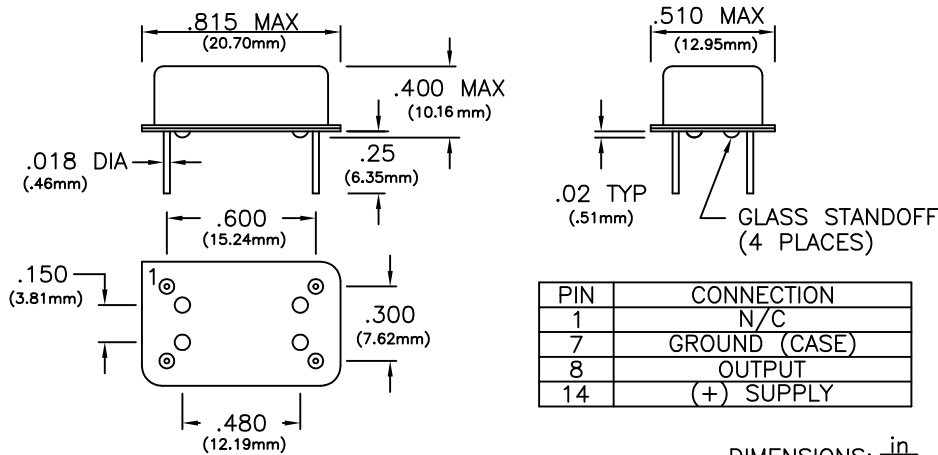 .815 MAX
(20.70mm)
.400 MAX
(10.16 mm)
.018 DIA
(.46mm)
.25
(6.35mm)
.600
(15.24mm)
.510 MAX
(12.95mm)
.02 TYP
(.51mm)
GLASS STANDOFF
(4 PLACES)
1
.150
(3.81mm)
.300
(7.62mm)
.480
(12.19mm)
PIN CONNECTION
1 N/C
7 GROUND (CASE)
8 OUTPUT
14 (+) SUPPLY
DIMENSIONS: in